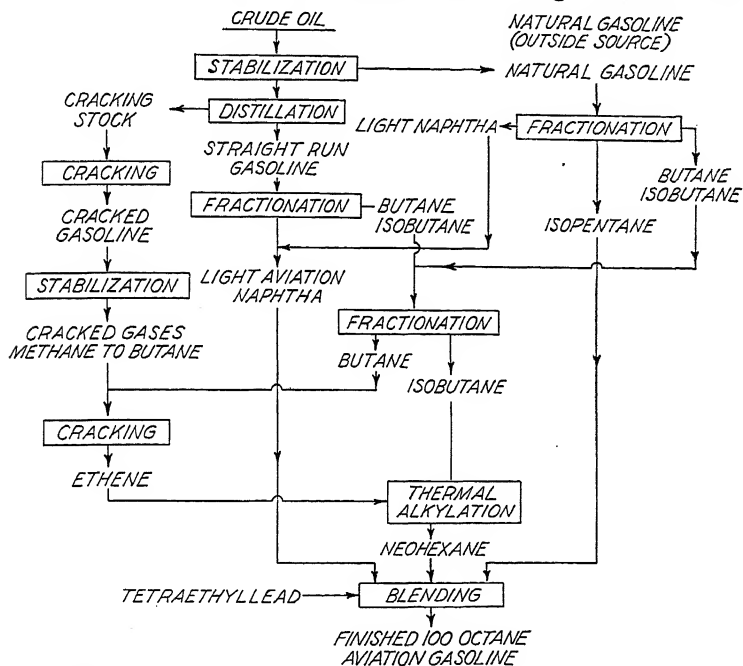 CRUDE OIL
NATURAL GASOLINE
(OUTSIDE SOURCE)
STABILIZATION
NATURAL GASOLINE
CRACKING
STOCK
DISTILLATION
LIGHT NAPHTHA
FRACTIONATION
STRAIGHT RUN
GASOLINE
CRACKING
BUTANE
ISOBUTANE
FRACTIONATION
BUTANE
ISOBUTANE
CRACKED
GASOLINE
ISOPENTANE
STABILIZATION
LIGHT AVIATION
NAPHTHA
FRACTIONATION
CRACKED GASES
METHANE TO BUTANE
BUTANE
ISOBUTANE
CRACKING
ETHENE
THERMAL
ALKYLATION
NEOHEXANE
TETRAETHYLLEAD
BLENDING
FINISHED 100 OCTANE
AVIATION GASOLINE